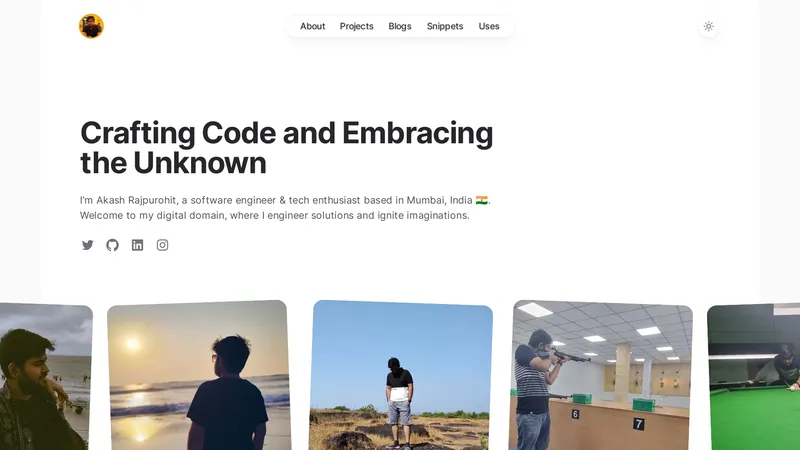 About Projects Blogs Snippets Uses
Crafting Code and Embracing
the Unknown
I'm Akash Rajpurohit, a software engineer & tech enthusiast based in Mumbai, India 🇮🇳.
Welcome to my digital domain, where I engineer solutions and ignite imaginations.
6
7